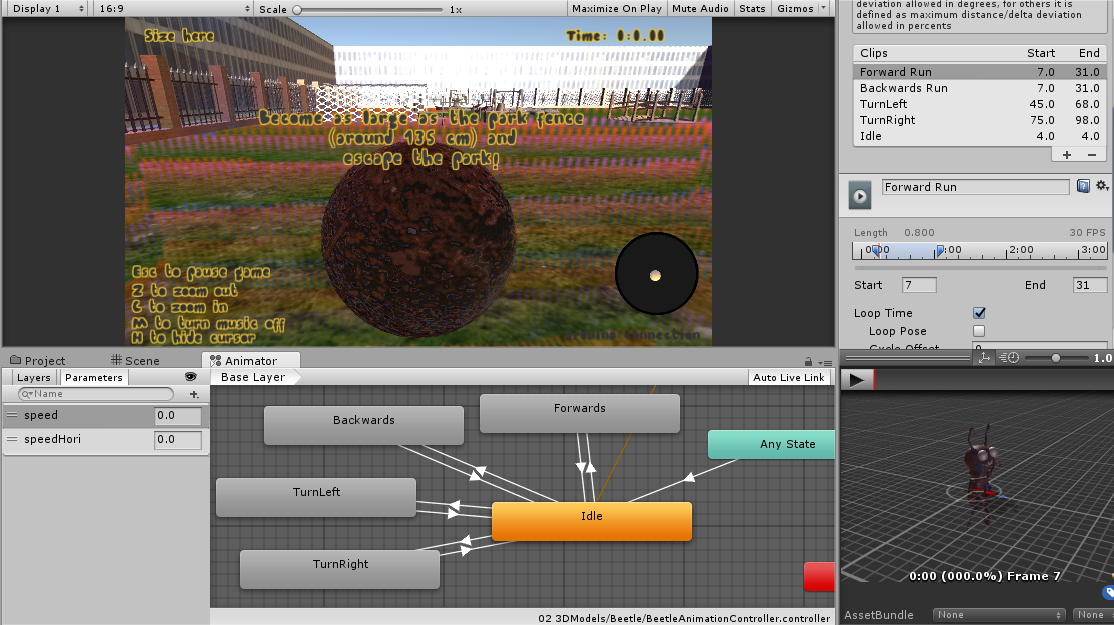 Display 1
16:9
Scale
1x
Maximize On Play
Mute Audio
Stats
Gizmos
Size here
Time: 0:0.00
Become as large as the park fence
(around 135 cm) and
escape the park!
Esc to pause game
Z to zoom out
C to zoom in
M to turn music off
H to hide cursor
connection
deviation allowed in degrees, for others it is
defined as maximum distance/delta deviation
allowed in percents
Clips Start End
Forward Run 7.0 31.0
Backwards Run 7.0 31.0
TurnLeft 45.0 68.0
TurnRight 75.0 98.0
Idle 4.0 4.0
+ −
Forward Run
Length 0.800 30 FPS
0:00 :00 2:00 3:00
Start 7 End 31
Loop Time
Loop Pose
Cycle Offset 0
1.0
Project
Scene
Animator
Layers
Parameters
Base Layer
Auto Live Link
Name
speed 0.0
speedHori 0.0
Backwards
Forwards
Any State
TurnLeft
Idle
TurnRight
02 3DModels/Beetle/BeetleAnimationController.controller
0:00 (000.0%) Frame 7
AssetBundle
None
None